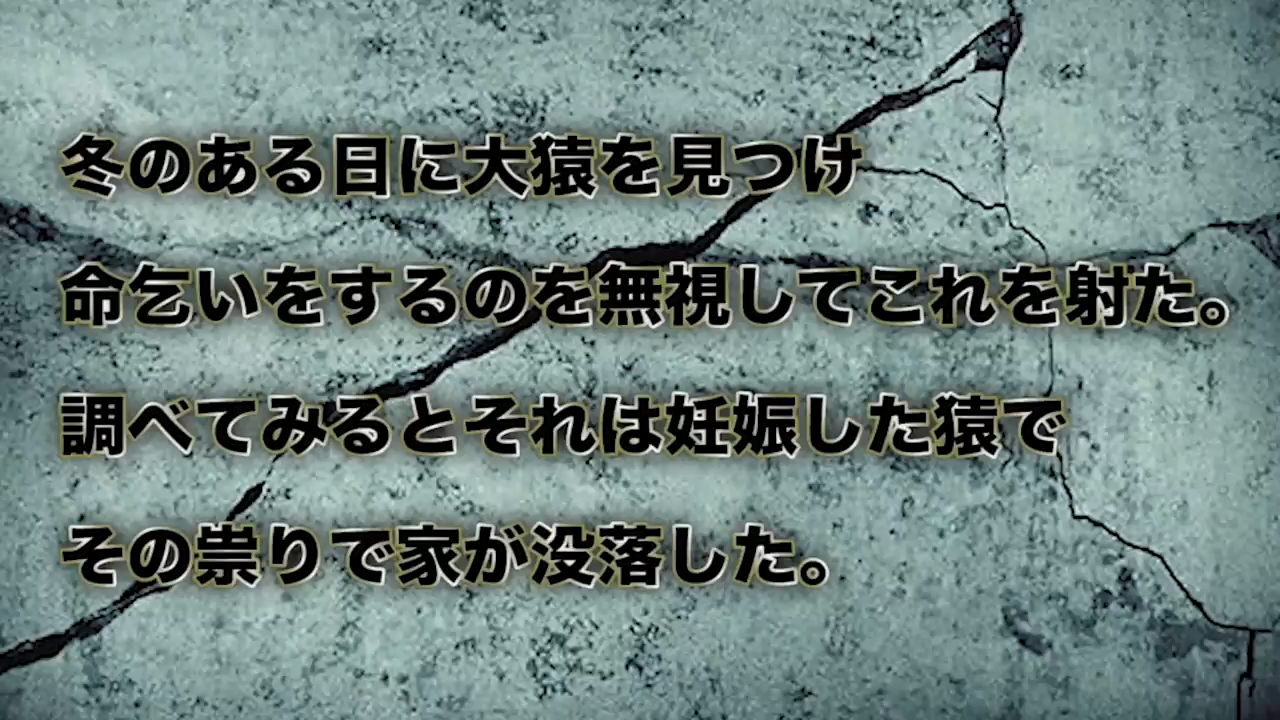 冬のある日に大猿を見つけ
命乞いをするのを無視してこれを射た。
調べてみるとそれは妊娠した猿で
その祟りで家が没落した。